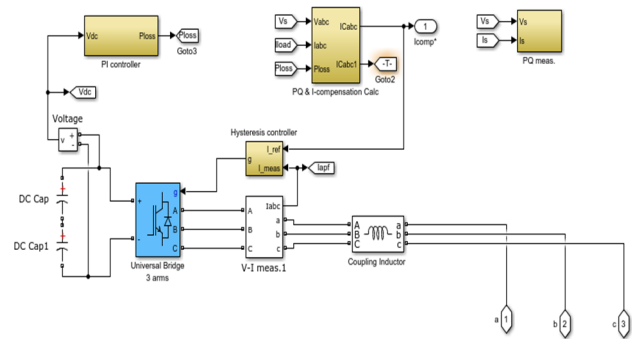 Vdc Ploss Ploss
PI controller Goto3
Vs Vabc ICabc 1
Iload Iabc Icomp*
Ploss Ploss ICabc1 -T-
Goto2
PQ & I-compensation Calc
Vs Vs
Is Is
PQ meas.
Vdc
Voltage
v + -
Hysteresis controller
I_ref
g I_meas Iapf
DC Cap + + g A A Iabc a A a
B B b B b
DC Cap1 + - C C c C c
Universal Bridge
3 arms
V-I meas.1
Coupling Inductor
a 1 b 2 c 3